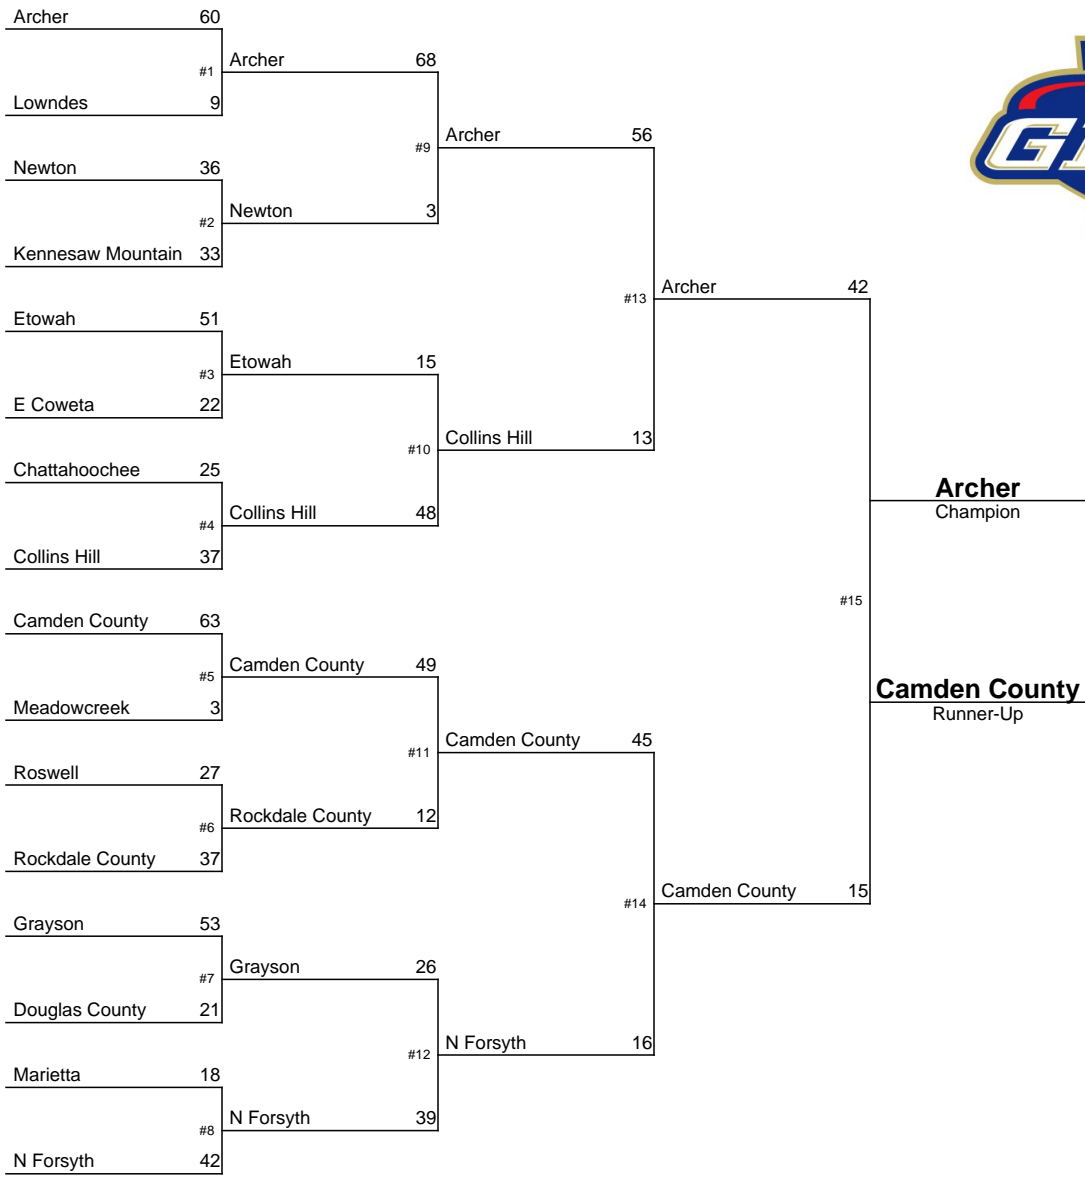 Archer 60
#1
Lowndes 9
Newton 36
#2
Kennesaw Mountain 33
Etowah 51
#3
E Coweta 22
Chattahoochee 25
#4
Collins Hill 37
Camden County 63
#5
Meadowcreek 3
Roswell 27
#6
Rockdale County 37
Grayson 53
#7
Douglas County 21
Marietta 18
#8
N Forsyth 42
Archer 68
#9
Newton 3
Etowah 15
#10
Collins Hill 48
Camden County 49
#11
Rockdale County 12
Grayson 26
#12
N Forsyth 39
Archer 56
#13
Collins Hill 13
Camden County 45
#14
N Forsyth 16
Archer 42
#15
Camden County 15
Archer
Champion
Camden County
Runner-Up